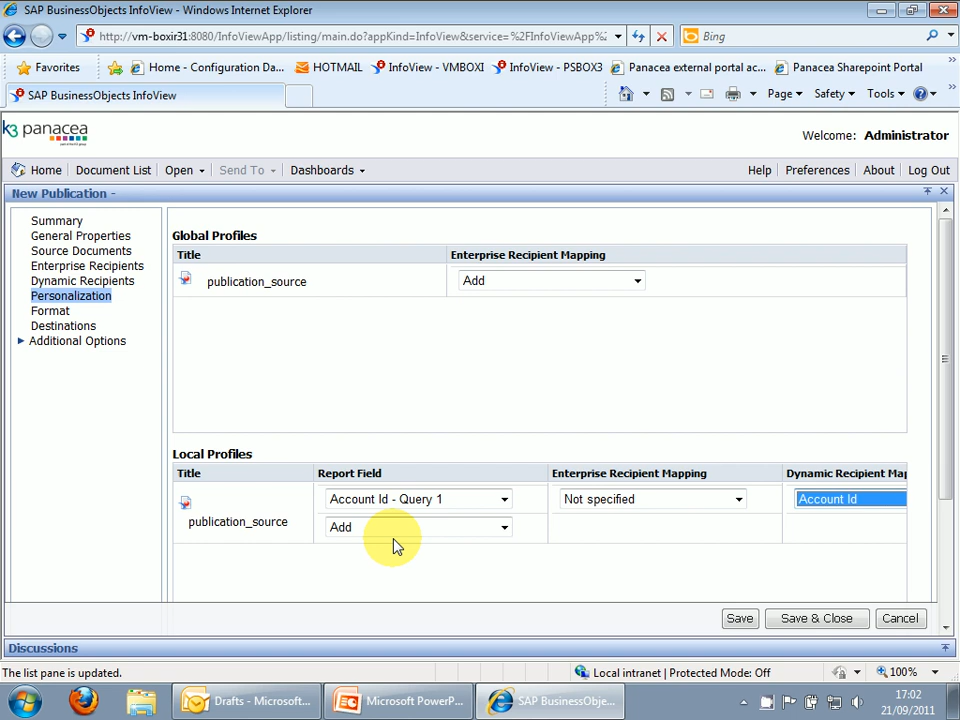 SAP BusinessObjects InfoView - Windows Internet Explorer
http://vm-boxir31:8080/InfoViewApp/listing/main.do?appKind=InfoView&service=%2FInfoViewApp%2
Bing
Favorites
Home - Configuration Da...
HOTMAIL
InfoView - VMBOXI
InfoView - PSBOX3
Panacea external portal ac...
Panacea Sharepoint Portal
SAP BusinessObjects InfoView
Page
Safety
Tools
k3 panacea
Welcome: Administrator
Home
Document List
Open
Send To
Dashboards
Help
Preferences
About
Log Out
New Publication -
Summary
General Properties
Source Documents
Enterprise Recipients
Dynamic Recipients
Personalization
Format
Destinations
Additional Options
Global Profiles
Title
Enterprise Recipient Mapping
publication_source
Add
Local Profiles
Title
Report Field
Enterprise Recipient Mapping
Dynamic Recipient Map
Account Id - Query 1
Not specified
Account Id
publication_source
Add
Save
Save & Close
Cancel
Discussions
The list pane is updated.
Local intranet | Protected Mode: Off
100%
Drafts - Microsoft...
Microsoft PowerP...
SAP BusinessObje...
17:02
21/09/2011